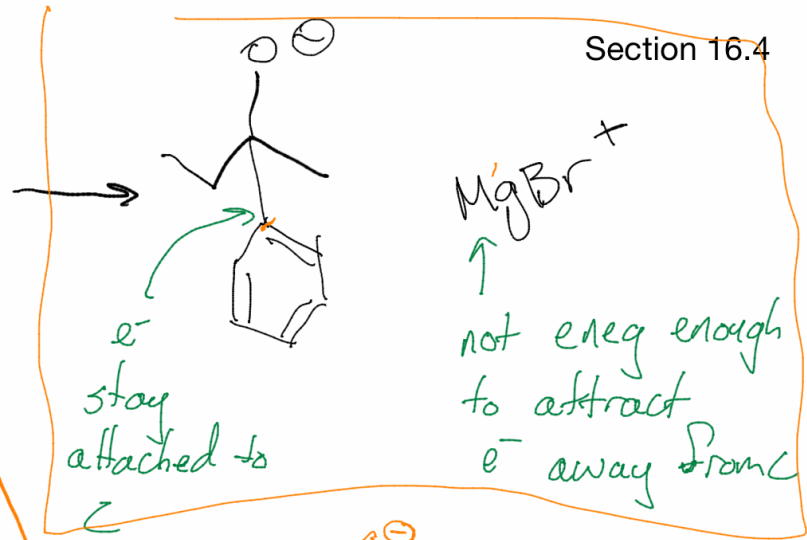 Section 16.4
O ⊖
MgBr +
e⁻
stay
attached to
C
not eneg enough
to attract
e⁻ away from C
⊖